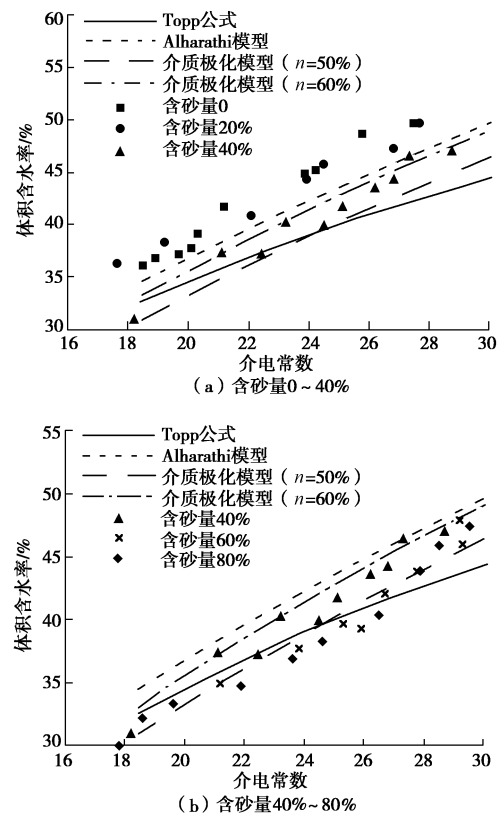 60
55
50
45
40
35
30
体积含水率/%
Topp公式
Alharathi模型
介质极化模型(n=50%)
介质极化模型(n=60%)
含砂量0
含砂量20%
含砂量40%
16 18 20 22 24 26 28 30
介电常数
(a)含砂量0~40%
55
50
45
40
35
30
体积含水率/%
Topp公式
Alharathi模型
介质极化模型(n=50%)
介质极化模型(n=60%)
含砂量40%
含砂量60%
含砂量80%
16 18 20 22 24 26 28 30
介电常数
(b)含砂量40%~80%